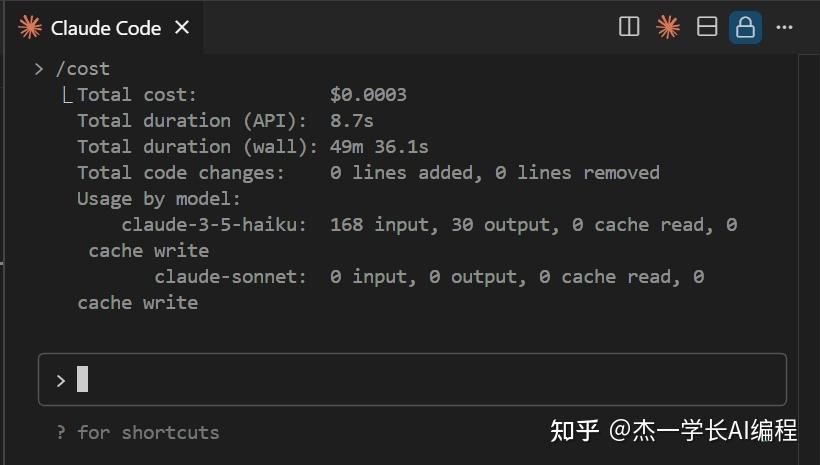 Claude Code
> /cost
Total cost: $0.0003
Total duration (API): 8.7s
Total duration (wall): 49m 36.1s
Total code changes: 0 lines added, 0 lines removed
Usage by model:
claude-3-5-haiku: 168 input, 30 output, 0 cache read, 0
cache write
claude-sonnet: 0 input, 0 output, 0 cache read, 0
cache write
>
? for shortcuts
知乎 @杰一学长AI编程